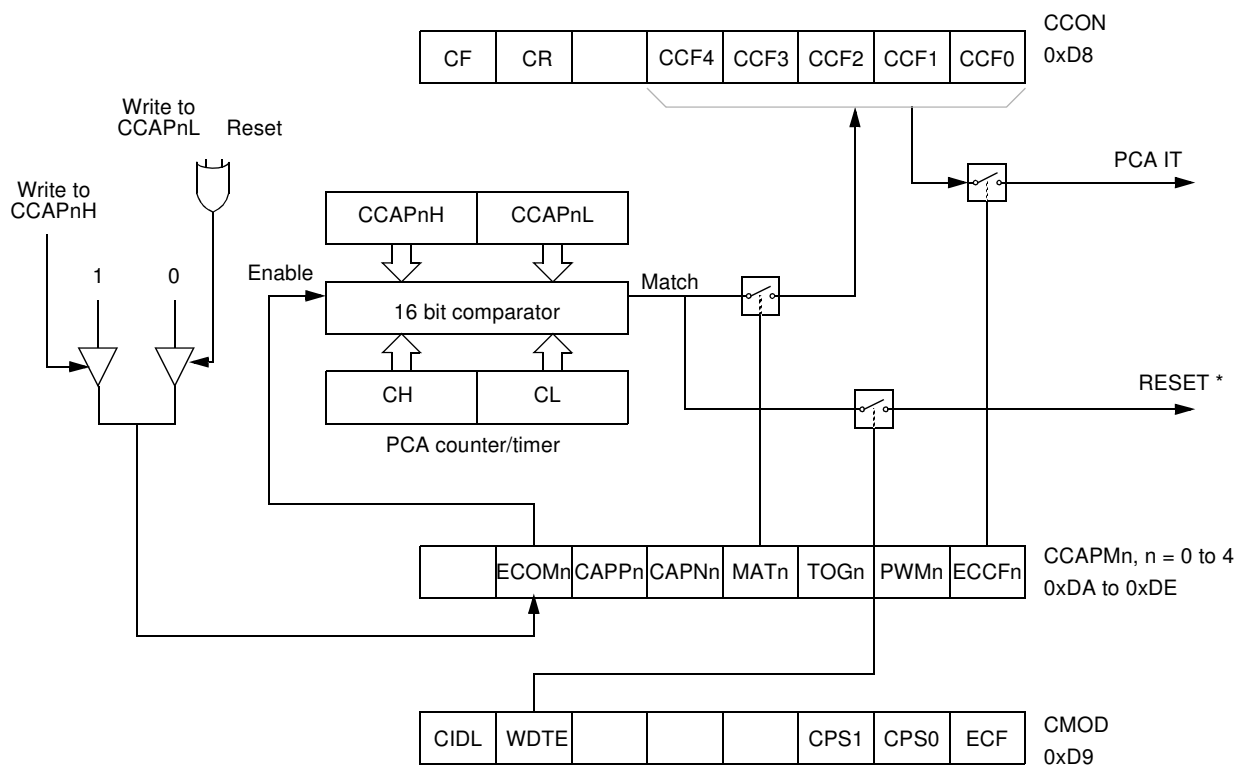 CCON
CF CR CCF4 CCF3 CCF2 CCF1 CCF0
0xD8
Write to
CCAPnL Reset
PCA IT
Write to
CCAPnH
CCAPnH CCAPnL
1 0
Enable
Match
16 bit comparator
RESET *
CH CL
PCA counter/timer
ECOMn CAPPn CAPNn MATn TOGn PWMn ECCFn
CCAPMn, n = 0 to 4
0xDA to 0xDE
CIDL WDTE CPS1 CPS0 ECF
CMOD
0xD9